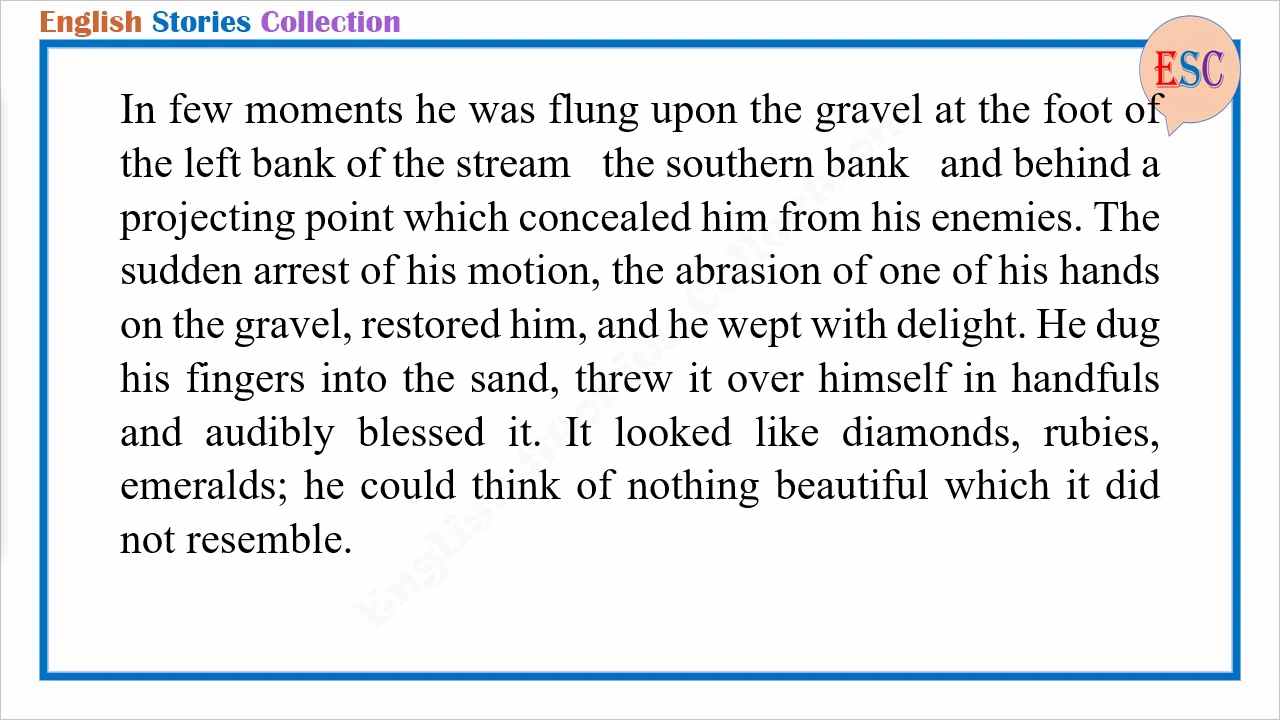 English Stories Collection
ESC
In few moments he was flung upon the gravel at the foot of
the left bank of the stream   the southern bank   and behind a
projecting point which concealed him from his enemies. The
sudden arrest of his motion, the abrasion of one of his hands
on the gravel, restored him, and he wept with delight. He dug
his fingers into the sand, threw it over himself in handfuls
and audibly blessed it. It looked like diamonds, rubies,
emeralds; he could think of nothing beautiful which it did
not resemble.
English Stories Collections